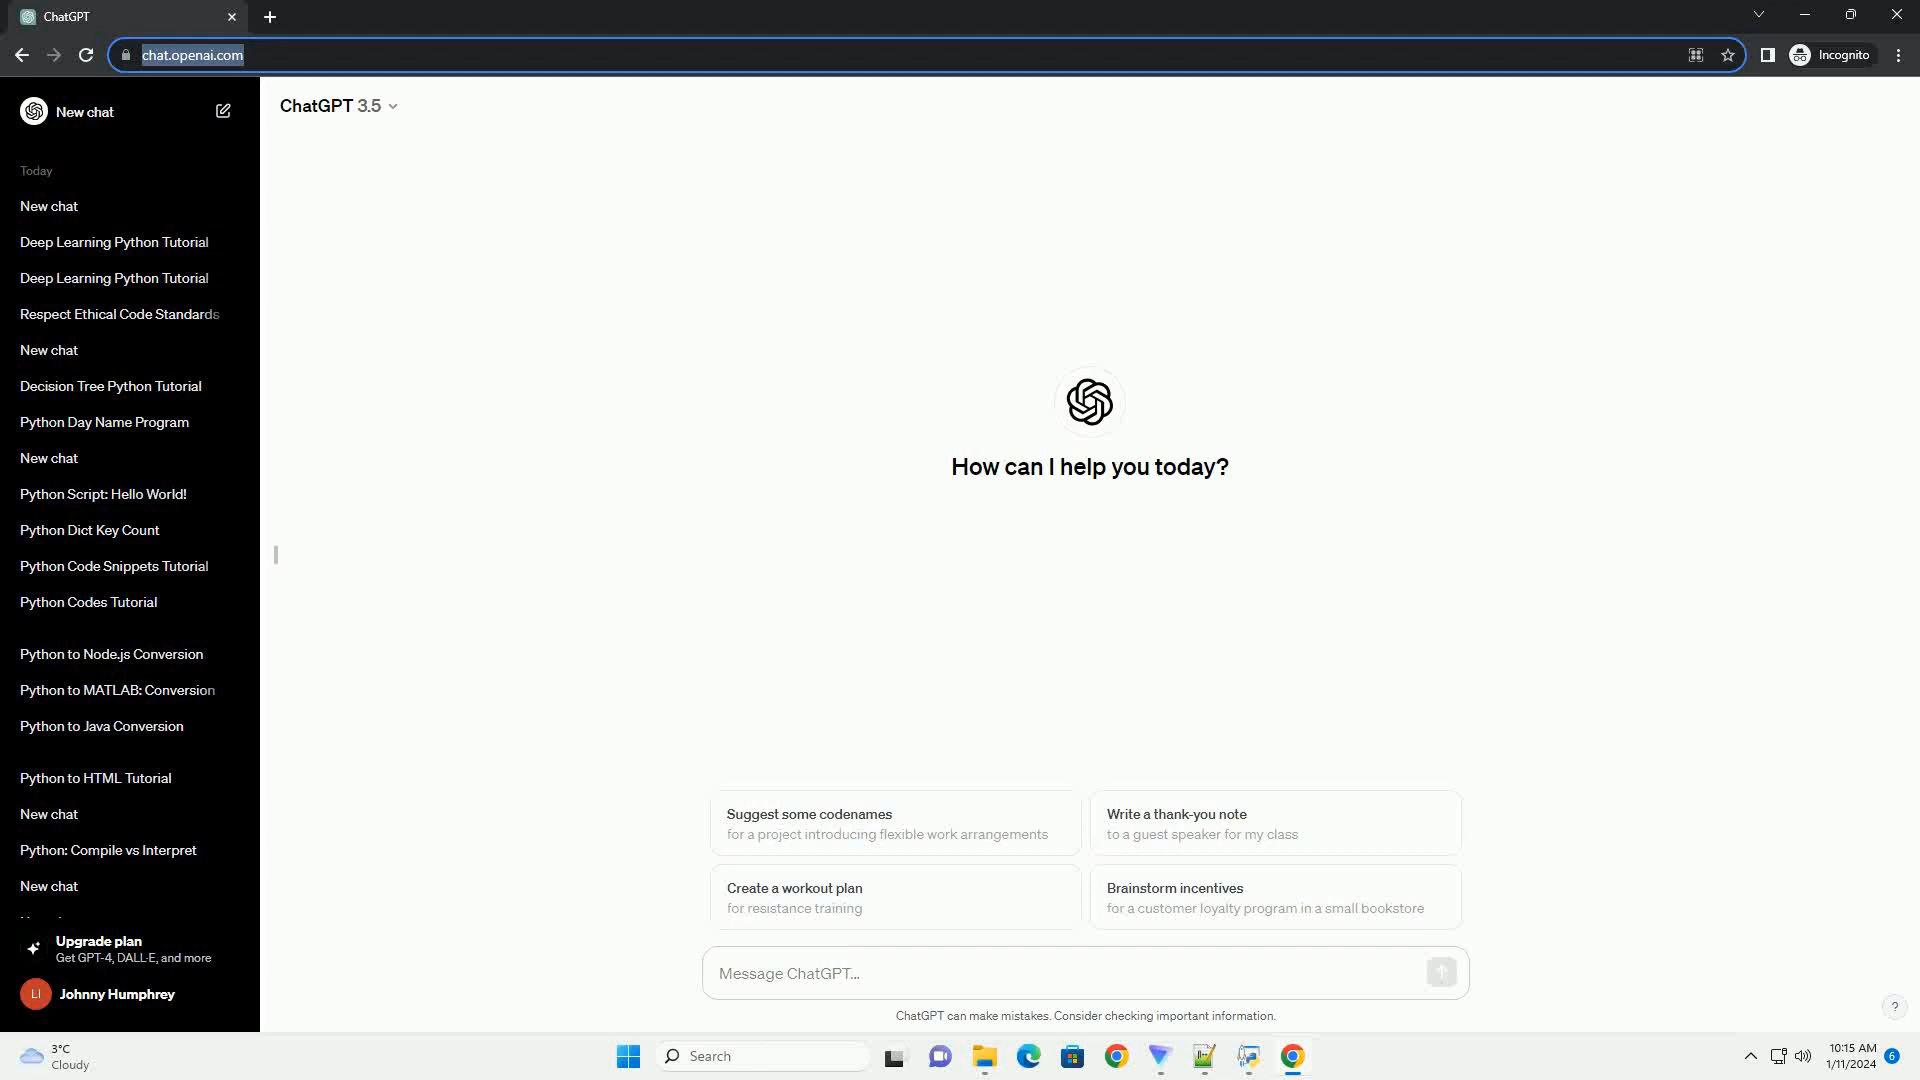 ChatGPT
chat.openai.com
Incognito
New chat
ChatGPT 3.5
Today
New chat
Deep Learning Python Tutorial
Deep Learning Python Tutorial
Respect Ethical Code Standards
New chat
Decision Tree Python Tutorial
Python Day Name Program
New chat
Python Script: Hello World!
Python Dict Key Count
Python Code Snippets Tutorial
Python Codes Tutorial
Python to Node.js Conversion
Python to MATLAB: Conversion
Python to Java Conversion
Python to HTML Tutorial
New chat
Python: Compile vs Interpret
New chat
Upgrade plan
Get GPT-4, DALL·E, and more
LI
Johnny Humphrey
How can I help you today?
Suggest some codenames
for a project introducing flexible work arrangements
Write a thank-you note
to a guest speaker for my class
Create a workout plan
for resistance training
Brainstorm incentives
for a customer loyalty program in a small bookstore
Message ChatGPT...
ChatGPT can make mistakes. Consider checking important information.
?
3°C
Cloudy
Search
10:15 AM
1/11/2024
6